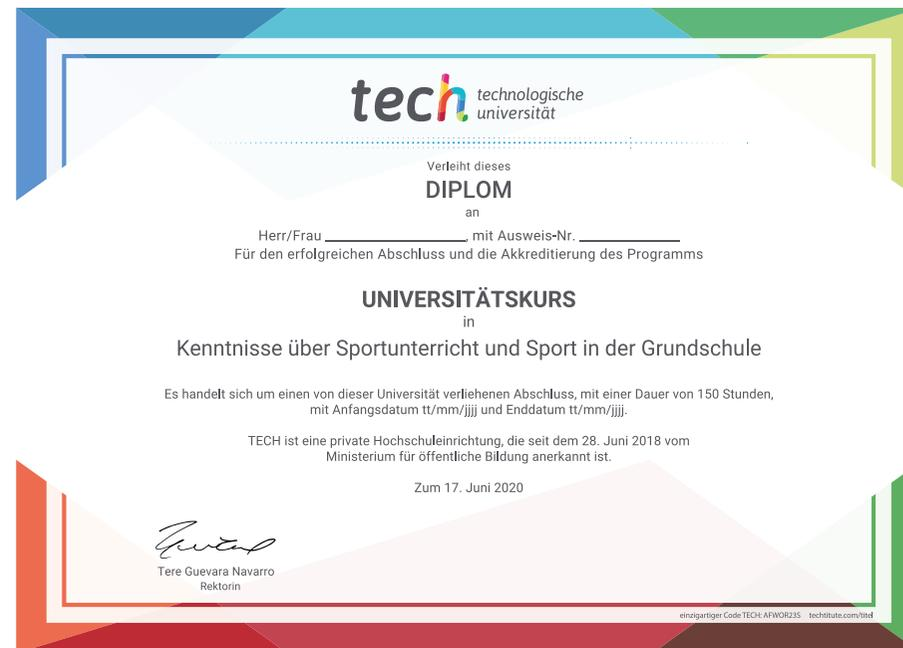 tech technologische
universität
Verleiht dieses
DIPLOM
an
Herr/Frau ____________________, mit Ausweis-Nr. ______________
Für den erfolgreichen Abschluss und die Akkreditierung des Programms
UNIVERSITÄTSKURS
in
Kenntnisse über Sportunterricht und Sport in der Grundschule
Es handelt sich um einen von dieser Universität verliehenen Abschluss, mit einer Dauer von 150 Stunden,
mit Anfangsdatum tt/mm/jjjj und Enddatum tt/mm/jjjj.
TECH ist eine private Hochschuleinrichtung, die seit dem 28. Juni 2018 vom
Ministerium für öffentliche Bildung anerkannt ist.
Zum 17. Juni 2020
Tere Guevara Navarro
Rektorin
einzigartiger Code TECH: AFWOR23S techtitute.com/titel